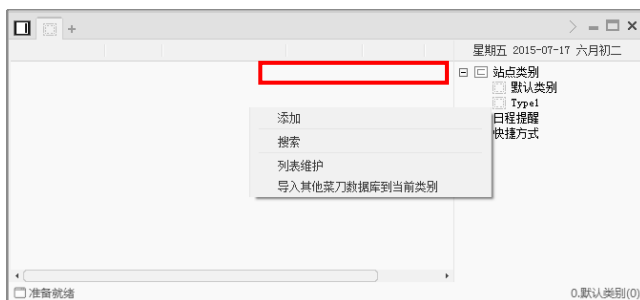 星期五 2015-07-17 六月初二
站点类别
默认类别
Type1
日程提醒
快捷方式
添加
搜索
列表维护
导入其他菜刀数据库到当前类别
准备就绪
0.默认类别(0)